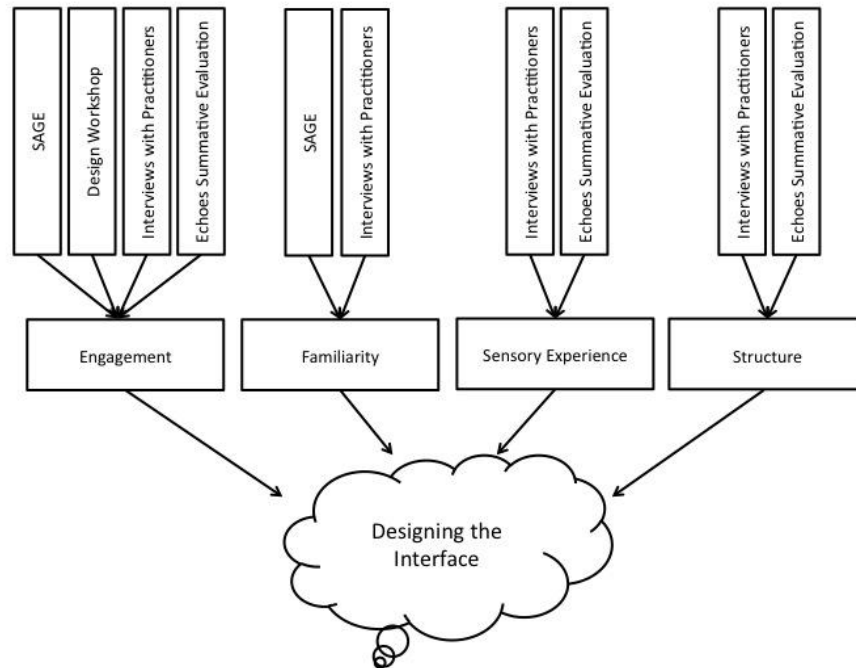 SAGE
Design Workshop
Interviews with Practitioners
Echoes Summative Evaluation
SAGE
Interviews with Practitioners
Interviews with Practitioners
Echoes Summative Evaluation
Interviews with Practitioners
Echoes Summative Evaluation
Engagement
Familiarity
Sensory Experience
Structure
Designing the
Interface